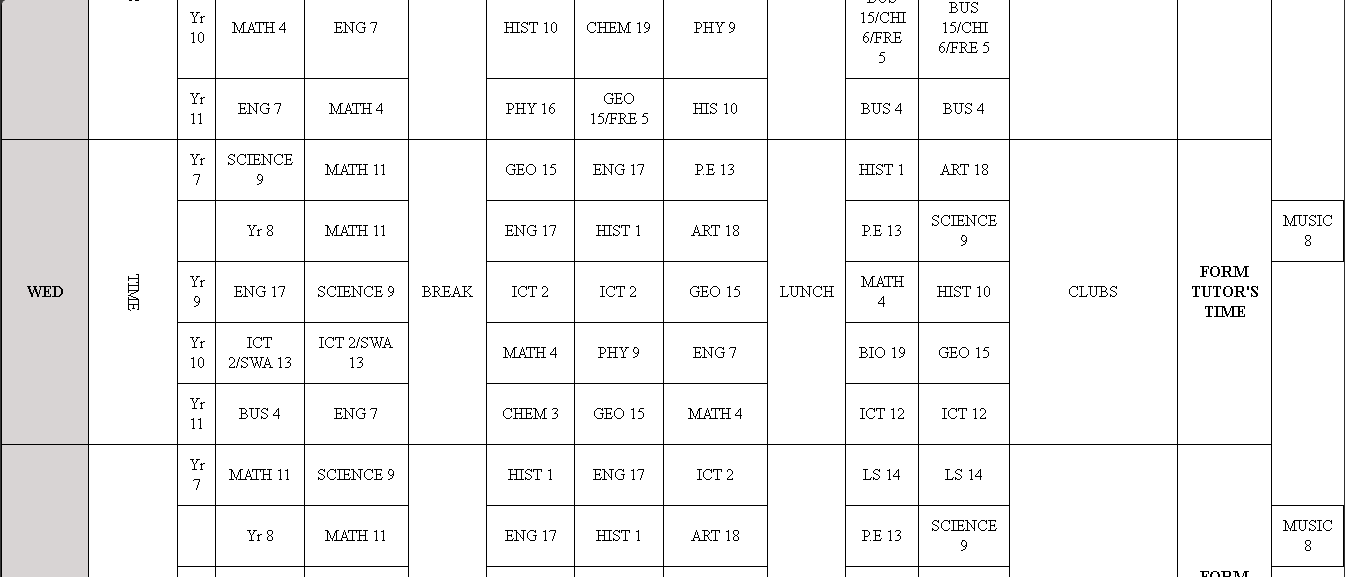 Yr
10
MATH 4
ENG 7
HIST 10
CHEM 19
PHY 9
BUS
15/CHI
6/FRE
5
BUS
15/CHI
6/FRE 5
Yr
11
ENG 7
MATH 4
PHY 16
GEO
15/FRE 5
HIS 10
BUS 4
BUS 4
WED
TIME
Yr
7
SCIENCE
9
MATH 11
BREAK
GEO 15
ENG 17
P.E 13
LUNCH
HIST 1
ART 18
CLUBS
FORM
TUTOR'S
TIME
Yr 8
MATH 11
ENG 17
HIST 1
ART 18
P.E 13
SCIENCE
9
MUSIC
8
Yr
9
ENG 17
SCIENCE 9
ICT 2
ICT 2
GEO 15
MATH
4
HIST 10
Yr
10
ICT
2/SWA 13
ICT 2/SWA
13
MATH 4
PHY 9
ENG 7
BIO 19
GEO 15
Yr
11
BUS 4
ENG 7
CHEM 3
GEO 15
MATH 4
ICT 12
ICT 12
Yr
7
MATH 11
SCIENCE 9
HIST 1
ENG 17
ICT 2
LS 14
LS 14
Yr 8
MATH 11
ENG 17
HIST 1
ART 18
P.E 13
SCIENCE
9
MUSIC
8
FORM